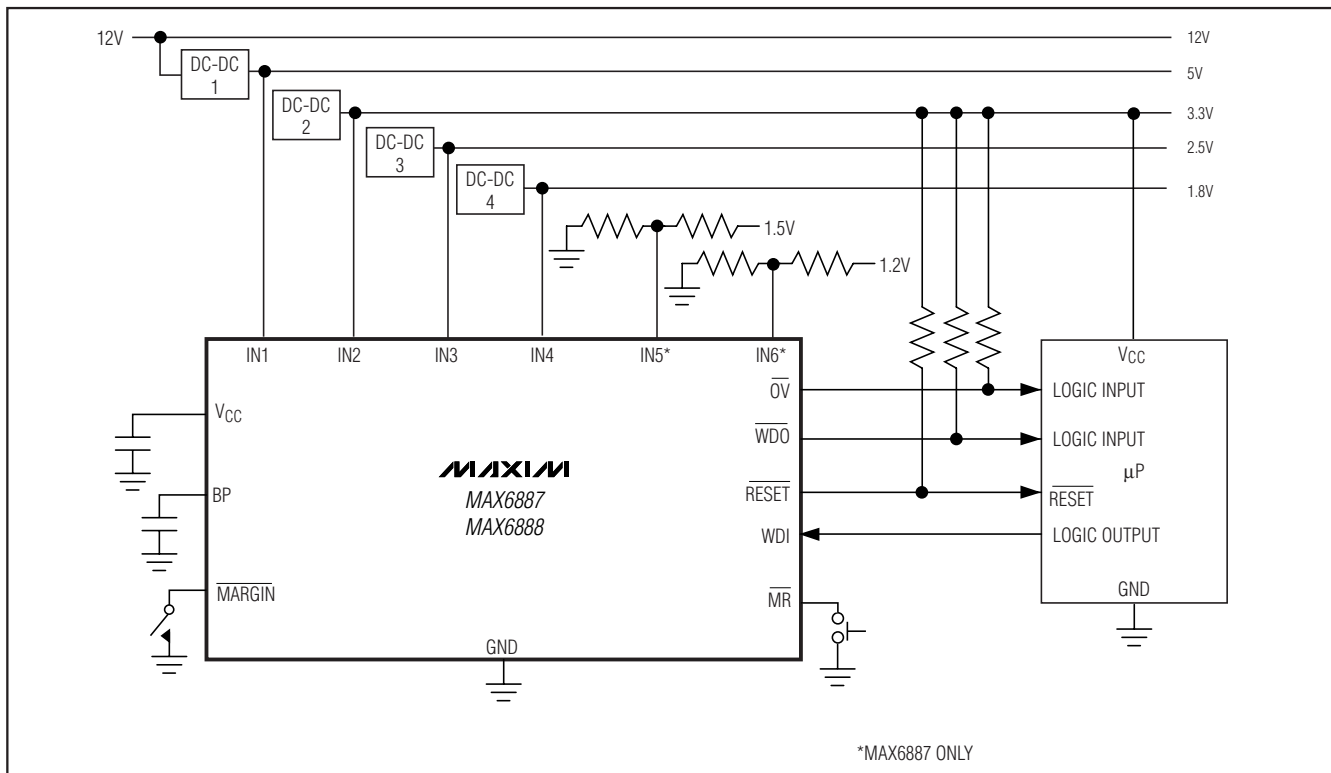 12V
12V
DC-DC
1
5V
DC-DC
2
3.3V
DC-DC
3
2.5V
DC-DC
4
1.8V
1.5V
1.2V
IN1
IN2
IN3
IN4
IN5*
IN6*
VCC
BP
MARGIN
MAXIM
MAX6887
MAX6888
GND
OV
WDO
RESET
WDI
MR
VCC
LOGIC INPUT
LOGIC INPUT
μP
RESET
LOGIC OUTPUT
GND
*MAX6887 ONLY